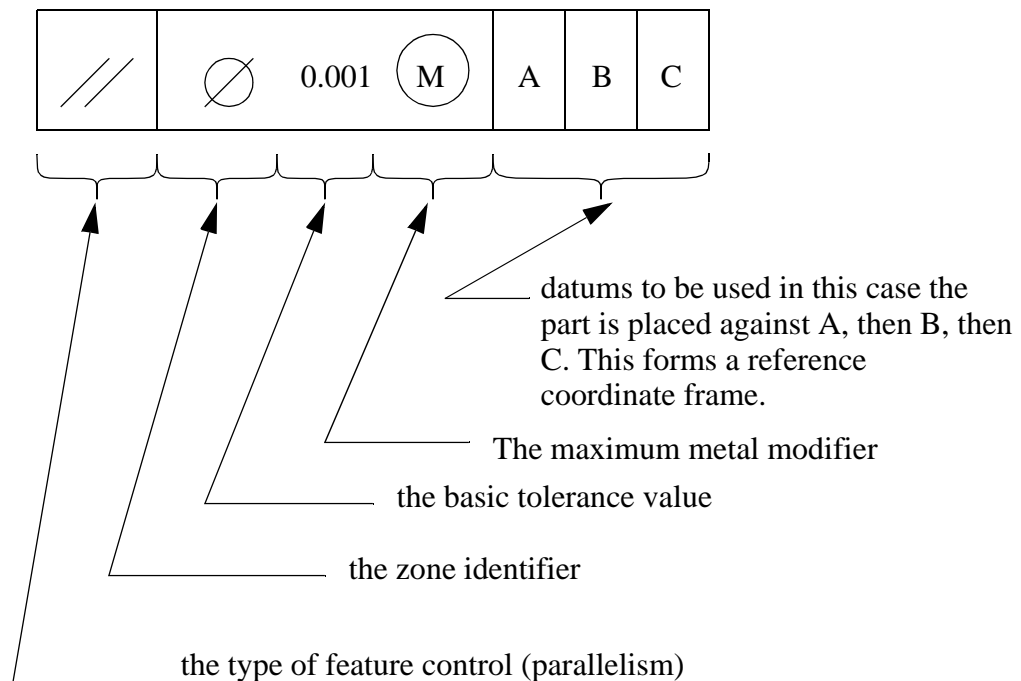 0.001 M A B C
datums to be used in this case the
part is placed against A, then B, then
C. This forms a reference
coordinate frame.
The maximum metal modifier
the basic tolerance value
the zone identifier
the type of feature control (parallelism)